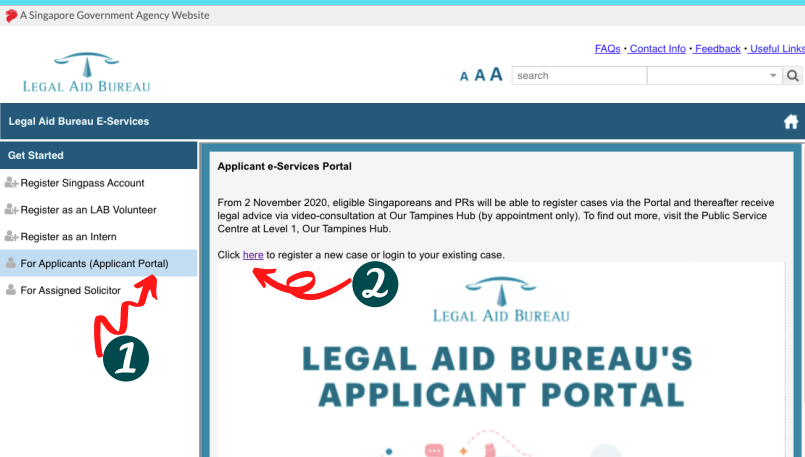 A Singapore Government Agency Website
FAQs • Contact Info • Feedback • Useful Links
LEGAL AID BUREAU
A A A search
Legal Aid Bureau E-Services
Get Started
Register Singpass Account
Register as an LAB Volunteer
Register as an Intern
For Applicants (Applicant Portal)
For Assigned Solicitor
1
Applicant e-Services Portal
From 2 November 2020, eligible Singaporeans and PRs will be able to register cases via the Portal and thereafter receive
legal advice via video-consultation at Our Tampines Hub (by appointment only). To find out more, visit the Public Service
Centre at Level 1, Our Tampines Hub.
Click here to register a new case or login to your existing case.
2
LEGAL AID BUREAU
LEGAL AID BUREAU'S
APPLICANT PORTAL